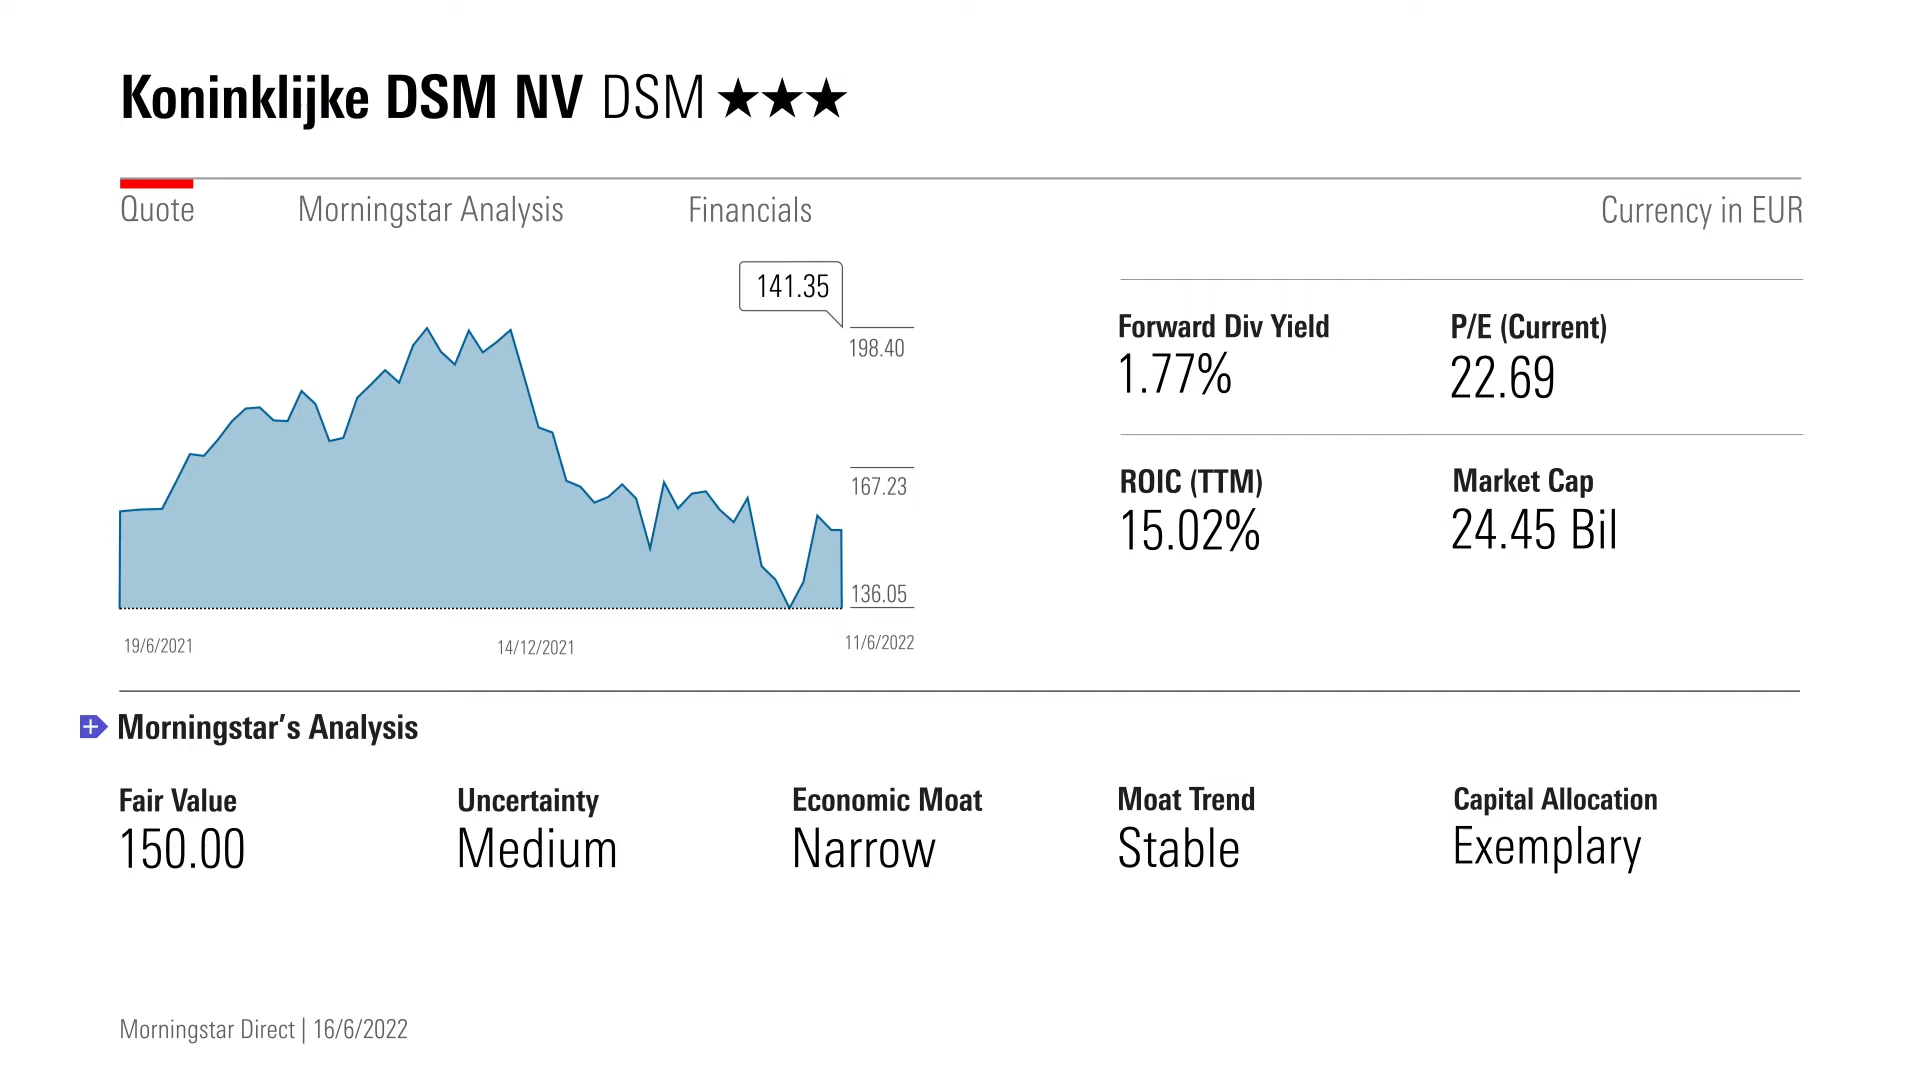 Koninklijke DSM NV DSM ★★★
Quote Morningstar Analysis Financials Currency in EUR
141.35
198.40
167.23
136.05
19/6/2021 14/12/2021 11/6/2022
Forward Div Yield P/E (Current)
1.77% 22.69
ROIC (TTM) Market Cap
15.02% 24.45 Bil
Morningstar’s Analysis
Fair Value Uncertainty Economic Moat Moat Trend Capital Allocation
150.00 Medium Narrow Stable Exemplary
Morningstar Direct | 16/6/2022